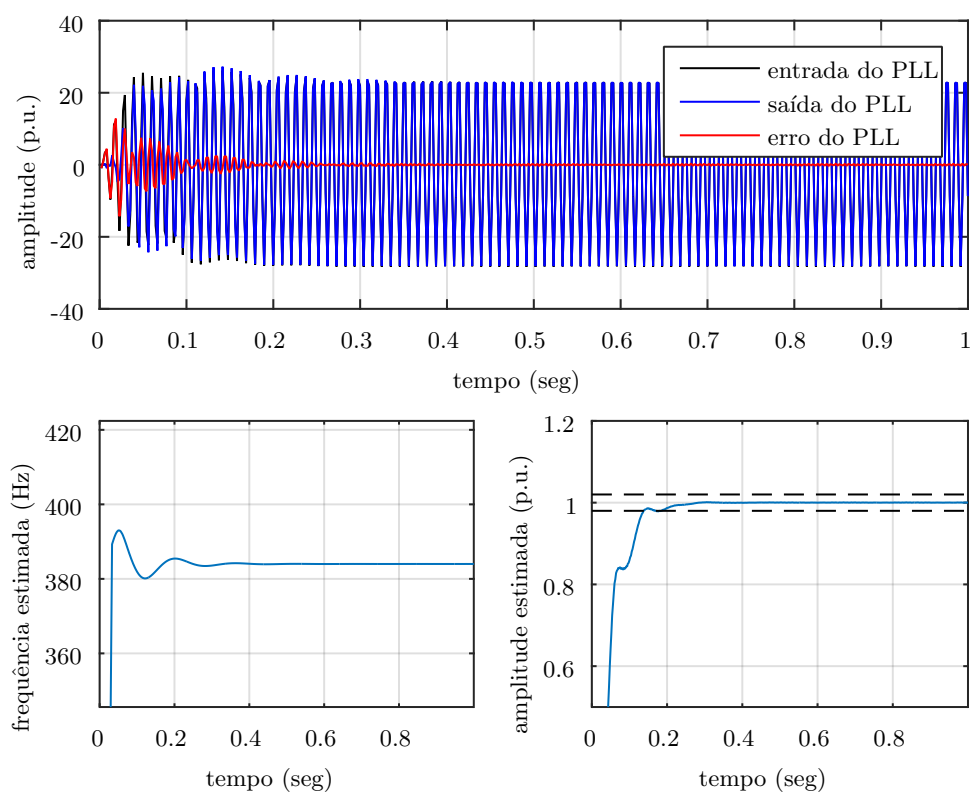 40
20
0
-20
-40
amplitude (p.u.)
entrada do PLL
saída do PLL
erro do PLL
0 0.1 0.2 0.3 0.4 0.5 0.6 0.7 0.8 0.9 1
tempo (seg)
420
400
380
360
frequência estimada (Hz)
0 0.2 0.4 0.6 0.8
tempo (seg)
1.2
1
0.8
0.6
amplitude estimada (p.u.)
0 0.2 0.4 0.6 0.8
tempo (seg)